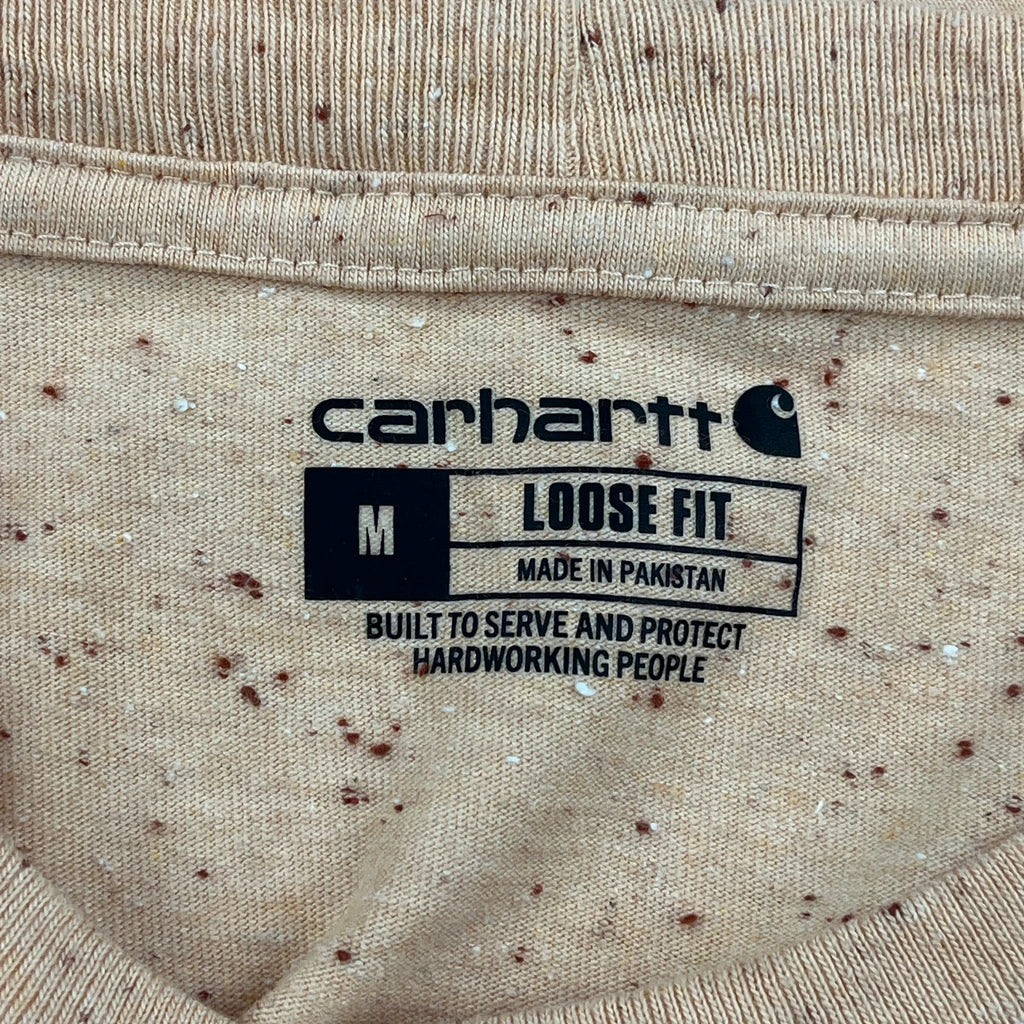 carhartt
M
LOOSE FIT
MADE IN PAKISTAN
BUILT TO SERVE AND PROTECT
HARDWORKING PEOPLE